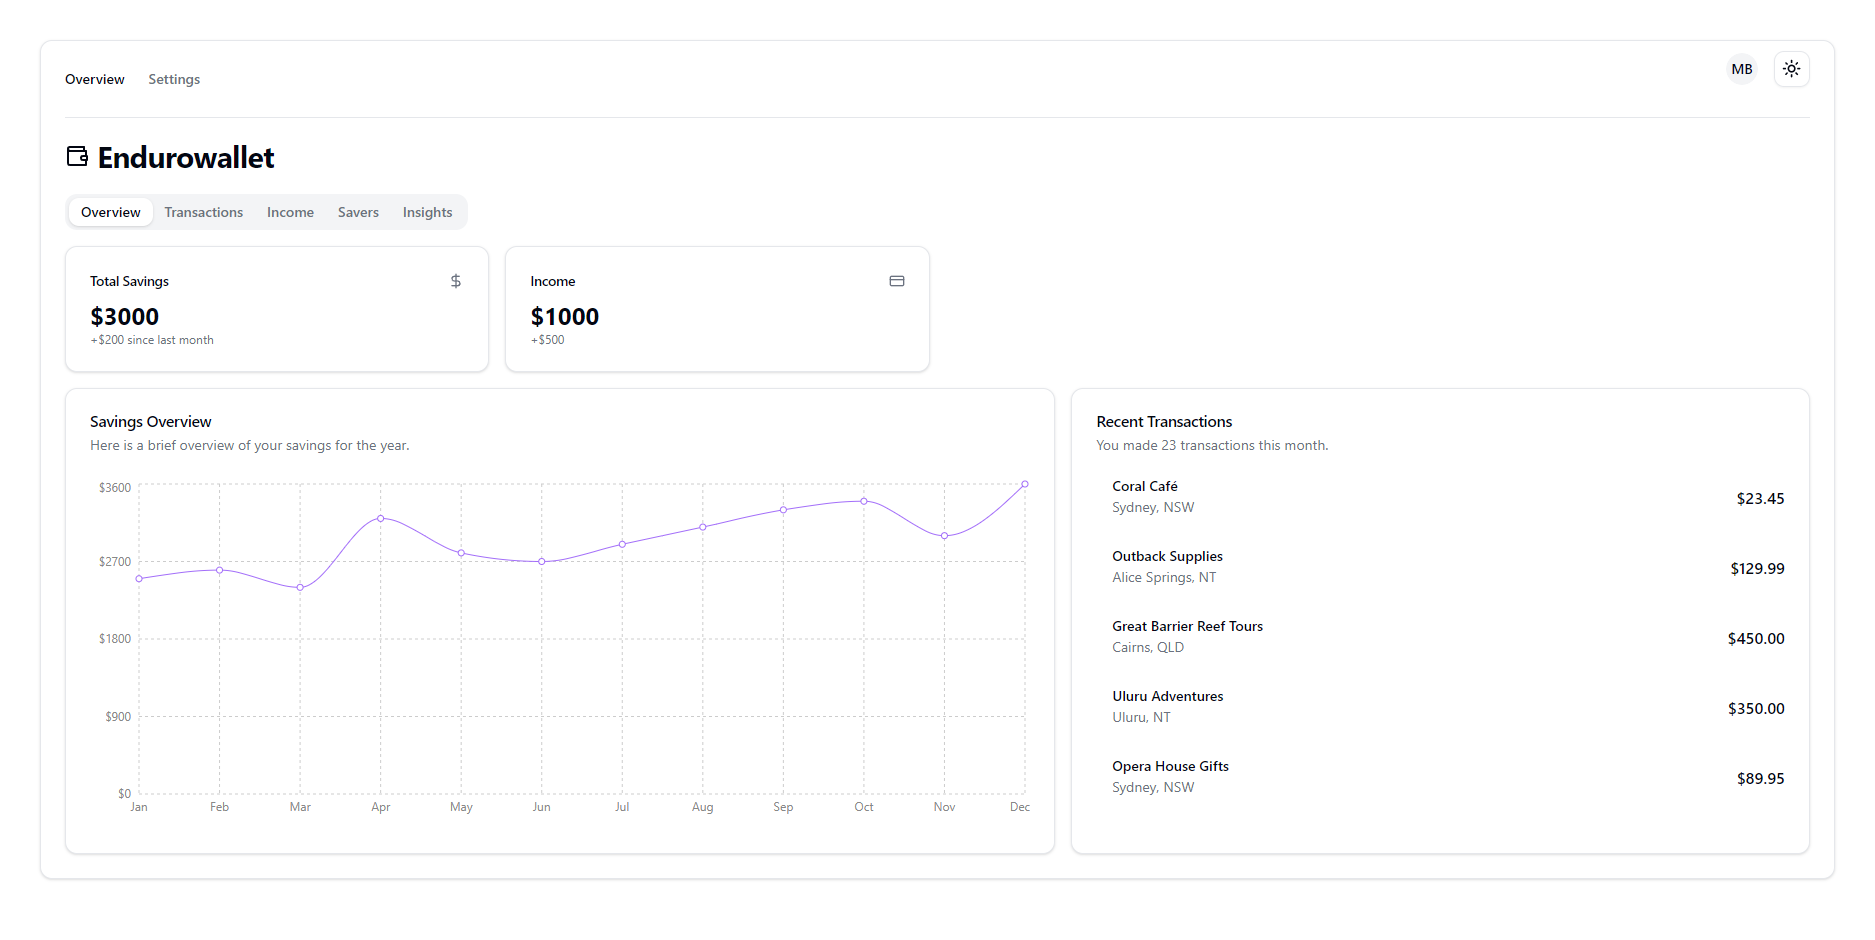 Overview Settings
MB
Endurowallet
Overview Transactions Income Savers Insights
Total Savings
$3000
+$200 since last month
Income
$1000
+$500
Savings Overview
Here is a brief overview of your savings for the year.
$3600
$2700
$1800
$900
$0
Jan Feb Mar Apr May Jun Jul Aug Sep Oct Nov Dec
Recent Transactions
You made 23 transactions this month.
Coral Café
Sydney, NSW
$23.45
Outback Supplies
Alice Springs, NT
$129.99
Great Barrier Reef Tours
Cairns, QLD
$450.00
Uluru Adventures
Uluru, NT
$350.00
Opera House Gifts
Sydney, NSW
$89.95